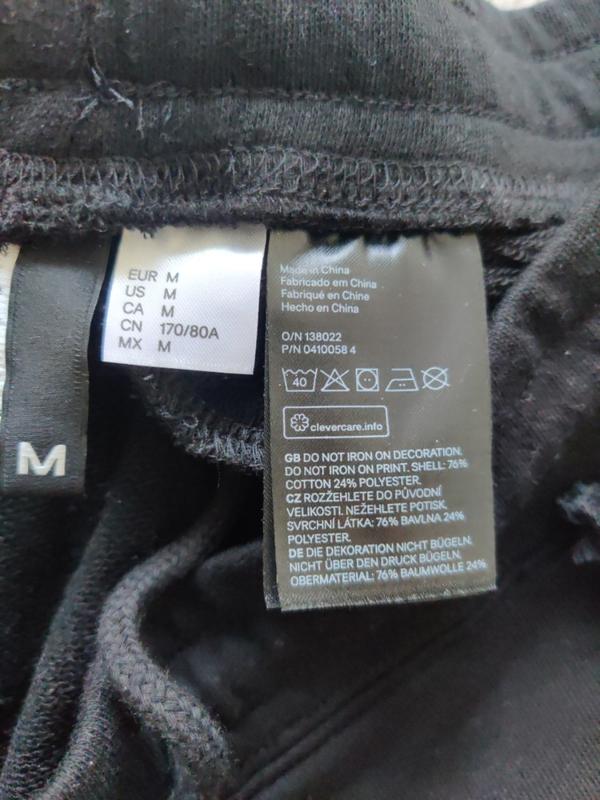 M
EUR M
US M
CA M
CN 170/80A
MX M
Made in China
Fabricado em China
Fabriqué en Chine
Hecho en China
O/N 138022
P/N 0410058 4
40
clevercare.info
GB DO NOT IRON ON DECORATION.
DO NOT IRON ON PRINT. SHELL: 76%
COTTON 24% POLYESTER.
CZ ROZŽEHLETE DO PŮVODNÍ
VELIKOSTI. NEŽEHLETE POTISK.
SVRCHNÍ LÁTKA: 76% BAVLNA 24%
POLYESTER.
DE DIE DEKORATION NICHT BÜGELN.
NICHT ÜBER DEN DRUCK BÜGELN.
OBERMATERIAL: 76% BAUMWOLLE 24%